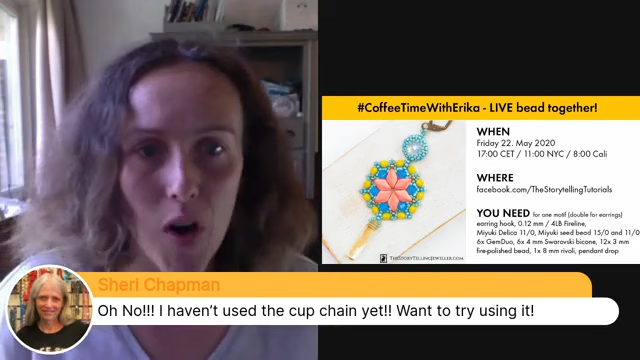 #CoffeeTimeWithErika - LIVE bead together!
WHEN
Friday 22. May 2020
17:00 CET / 11:00 NYC / 8:00 Cali
WHERE
facebook.com/TheStorytellingTutorials
YOU NEED for one motif (double for earrings)
earring hook, 0.12 mm / 4LB Fireline,
Miyuki Delica 11/0, Miyuki seed bead 15/0 and 11/0
6x GemDuo, 6x 4 mm Swarovski bicone, 12x 3 mm
fire-polished bead, 1x 8 mm rivoli, pendant drop
THESTORYTELLINGJEWELLER.COM
Sheri Chapman
Oh No!!! I haven't used the cup chain yet!! Want to try using it!